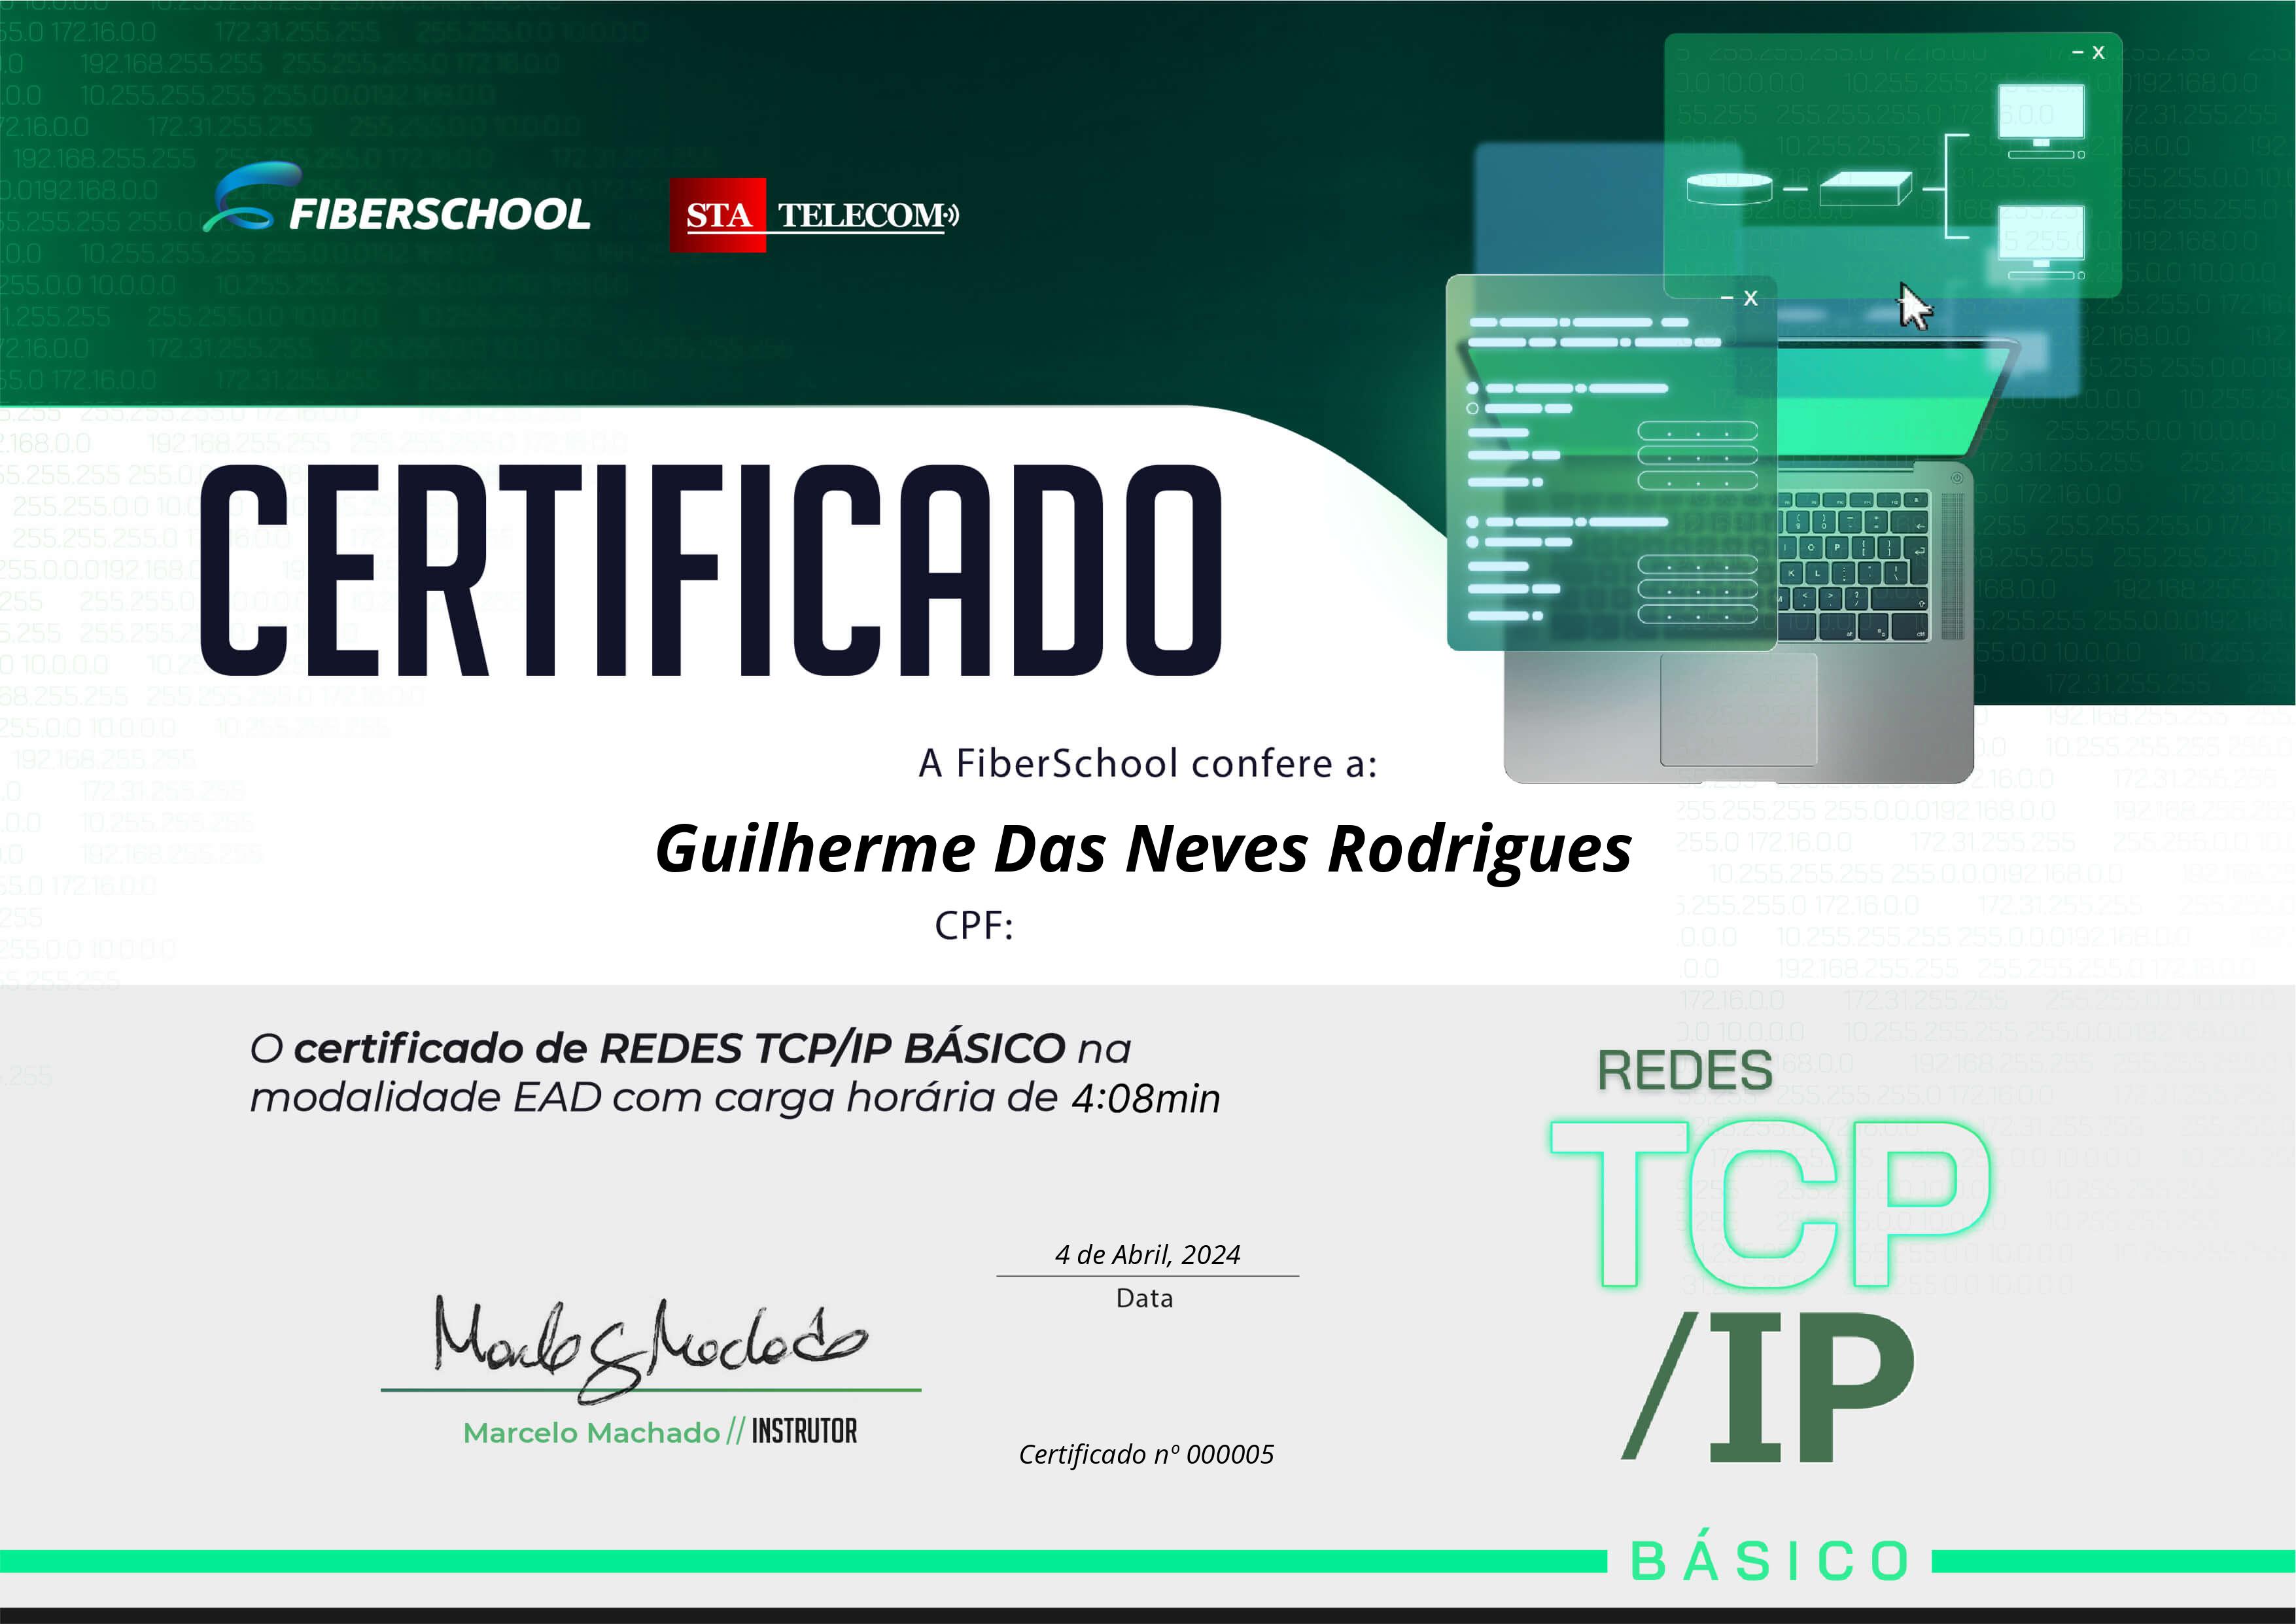 FIBERSCHOOL
STA TELECOM
CERTIFICADO
A FiberSchool confere a:
Guilherme Das Neves Rodrigues
CPF:
O certificado de REDES TCP/IP BÁSICO na
modalidade EAD com carga horária de 4:08min
4 de Abril, 2024
Data
Marcelo Machado // INSTRUTOR
Certificado nº 000005
REDES
TCP
/IP
BÁSICO